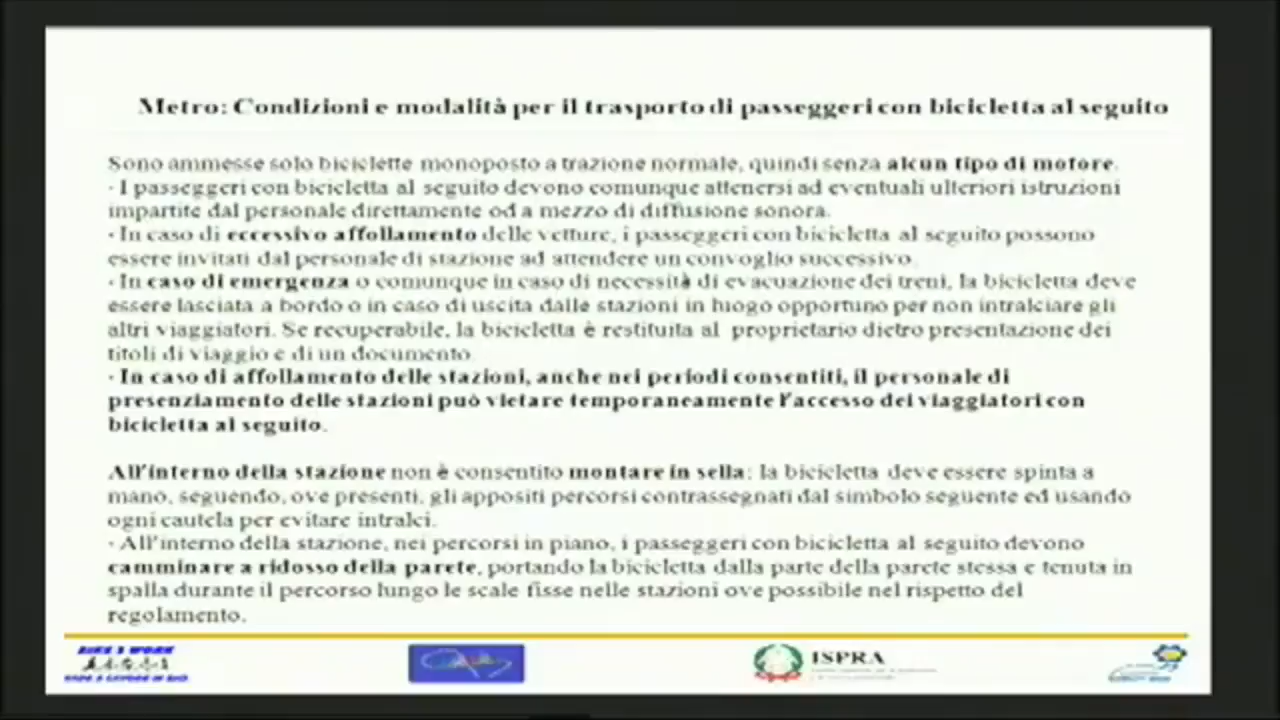 Metro: Condizioni e modalità per il trasporto di passeggeri con bicicletta al seguito
Sono ammesse solo biciclette monoposto a trazione normale, quindi senza alcun tipo di motore.
· I passeggeri con bicicletta al seguito devono comunque attenersi ad eventuali ulteriori istruzioni
impartite dal personale direttamente od a mezzo di diffusione sonora.
· In caso di eccessivo affollamento delle vetture, i passeggeri con bicicletta al seguito possono
essere invitati dal personale di stazione ad attendere un convoglio successivo.
· In caso di emergenza o comunque in caso di necessità di evacuazione dei treni, la bicicletta deve
essere lasciata a bordo o in caso di uscita dalle stazioni in luogo opportuno per non intralciare gli
altri viaggiatori. Se recuperabile, la bicicletta è restituita al proprietario dietro presentazione dei
titoli di viaggio e di un documento.
· In caso di affollamento delle stazioni, anche nei periodi consentiti, il personale di
presenziamento delle stazioni può vietare temporaneamente l'accesso dei viaggiatori con
bicicletta al seguito.
All'interno della stazione non è consentito montare in sella: la bicicletta deve essere spinta a
mano, seguendo, ove presenti, gli appositi percorsi contrassegnati dal simbolo seguente ed usando
ogni cautela per evitare intralci.
· All'interno della stazione, nei percorsi in piano, i passeggeri con bicicletta al seguito devono
camminare a ridosso della parete, portando la bicicletta dalla parte della parete stessa e tenuta in
spalla durante il percorso lungo le scale fisse nelle stazioni ove possibile nel rispetto del
regolamento.
BIKE 2 WORK
ISPRA